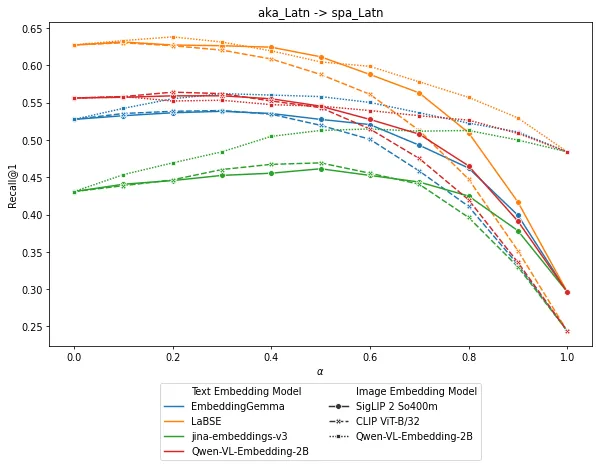 aka_Latn -> spa_Latn
0.65
0.60
0.55
0.50
0.45
0.40
0.35
0.30
0.25
Recall@1
0.0
0.2
0.4
0.6
0.8
1.0
α
Text Embedding Model
EmbeddingGemma
LaBSE
jina-embeddings-v3
Qwen-VL-Embedding-2B
Image Embedding Model
SigLIP 2 So400m
CLIP ViT-B/32
Qwen-VL-Embedding-2B